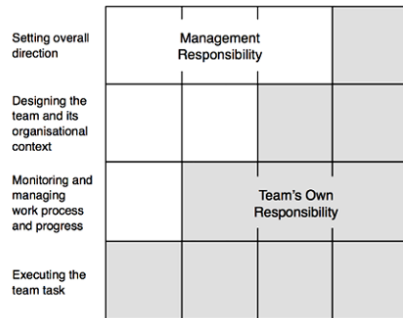 Setting overall
direction
Management
Responsibility
Designing the
team and its
organisational
context
Monitoring and
managing
work process
and progress
Team's Own
Responsibility
Executing the
team task